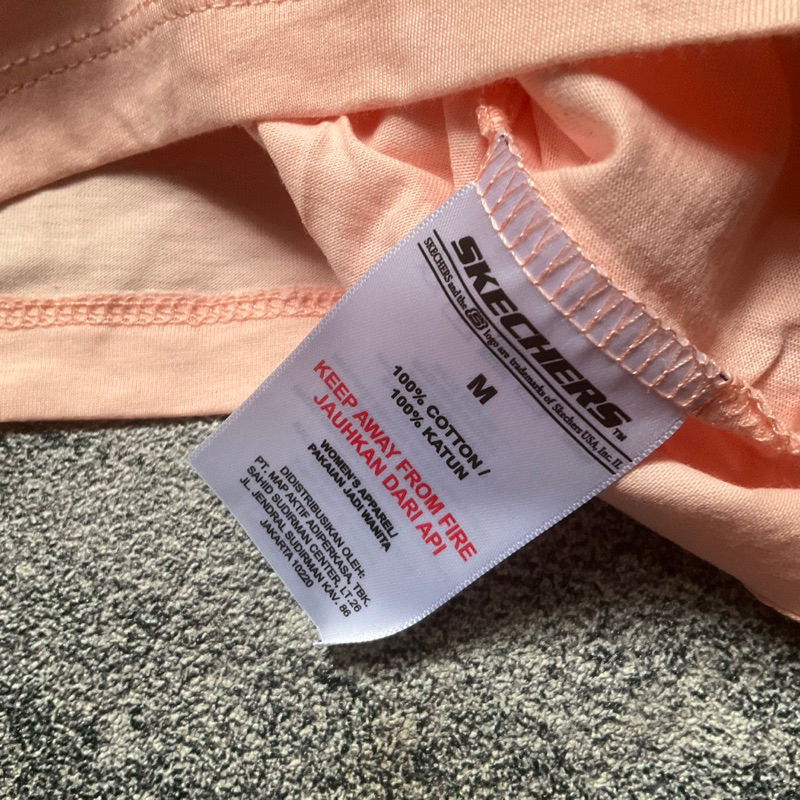 SKECHERS™
SKECHERS and the S logo are trademarks of Skechers USA, Inc. II.
M
100% COTTON /
100% KATUN
KEEP AWAY FROM FIRE
JAUHKAN DARI API
WOMEN'S APPAREL/
PAKAIAN JADI WANITA
DIDISTRIBUSIKAN OLEH:
PT. MAP AKTIF ADIPERKASA, TBK.
SAHID SUDIRMAN CENTER, LT.26
JL. JENDRAL SUDIRMAN KAV. 86
JAKARTA 10220